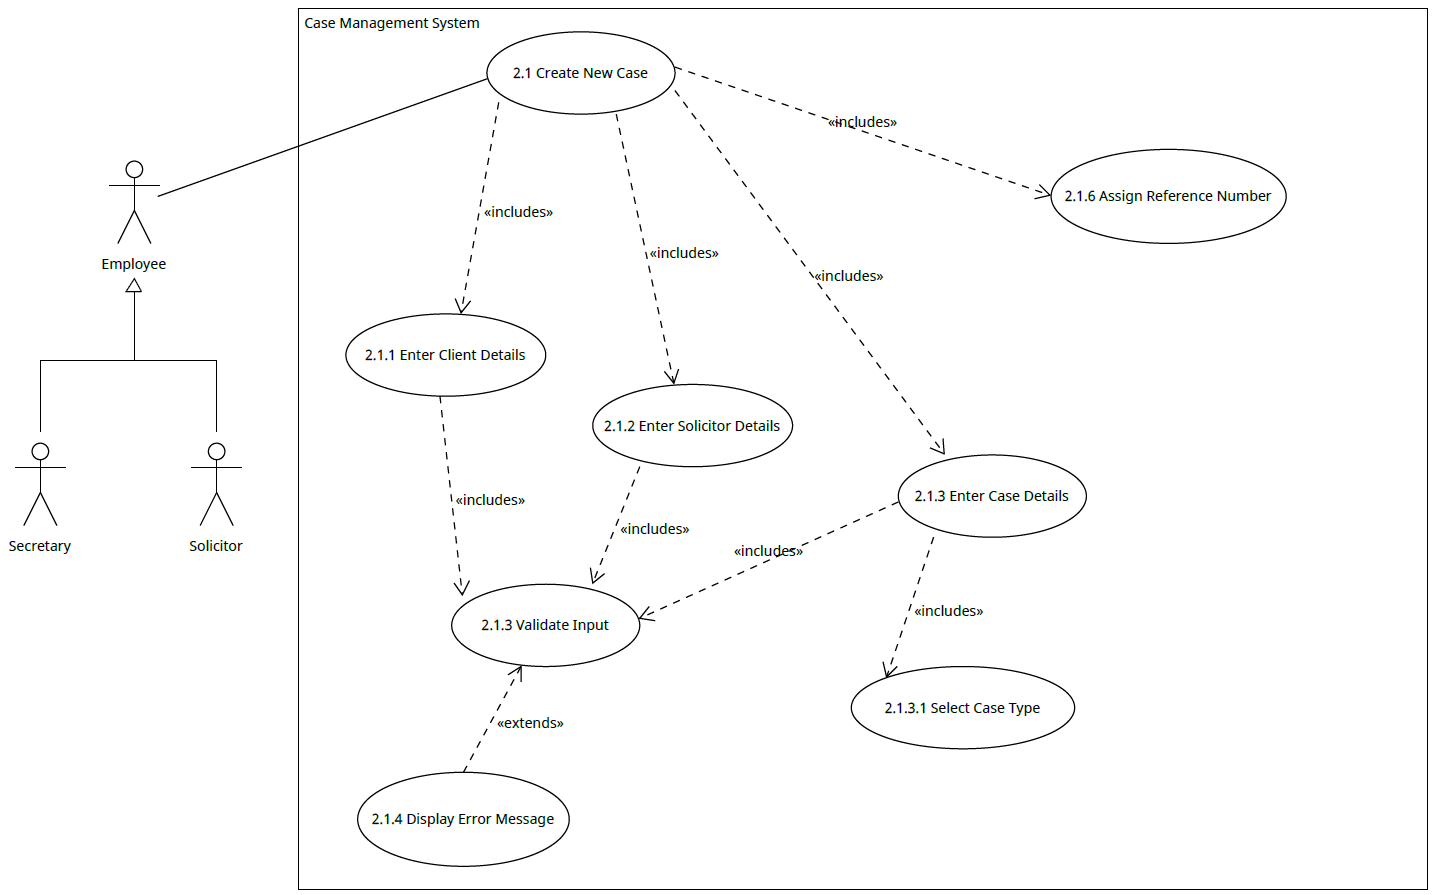 Case Management System
2.1 Create New Case
«includes»
2.1.6 Assign Reference Number
«includes»
«includes»
Employee
«includes»
2.1.1 Enter Client Details
2.1.2 Enter Solicitor Details
2.1.3 Enter Case Details
«includes»
«includes»
Secretary
Solicitor
«includes»
«includes»
2.1.3 Validate Input
2.1.3.1 Select Case Type
«extends»
2.1.4 Display Error Message